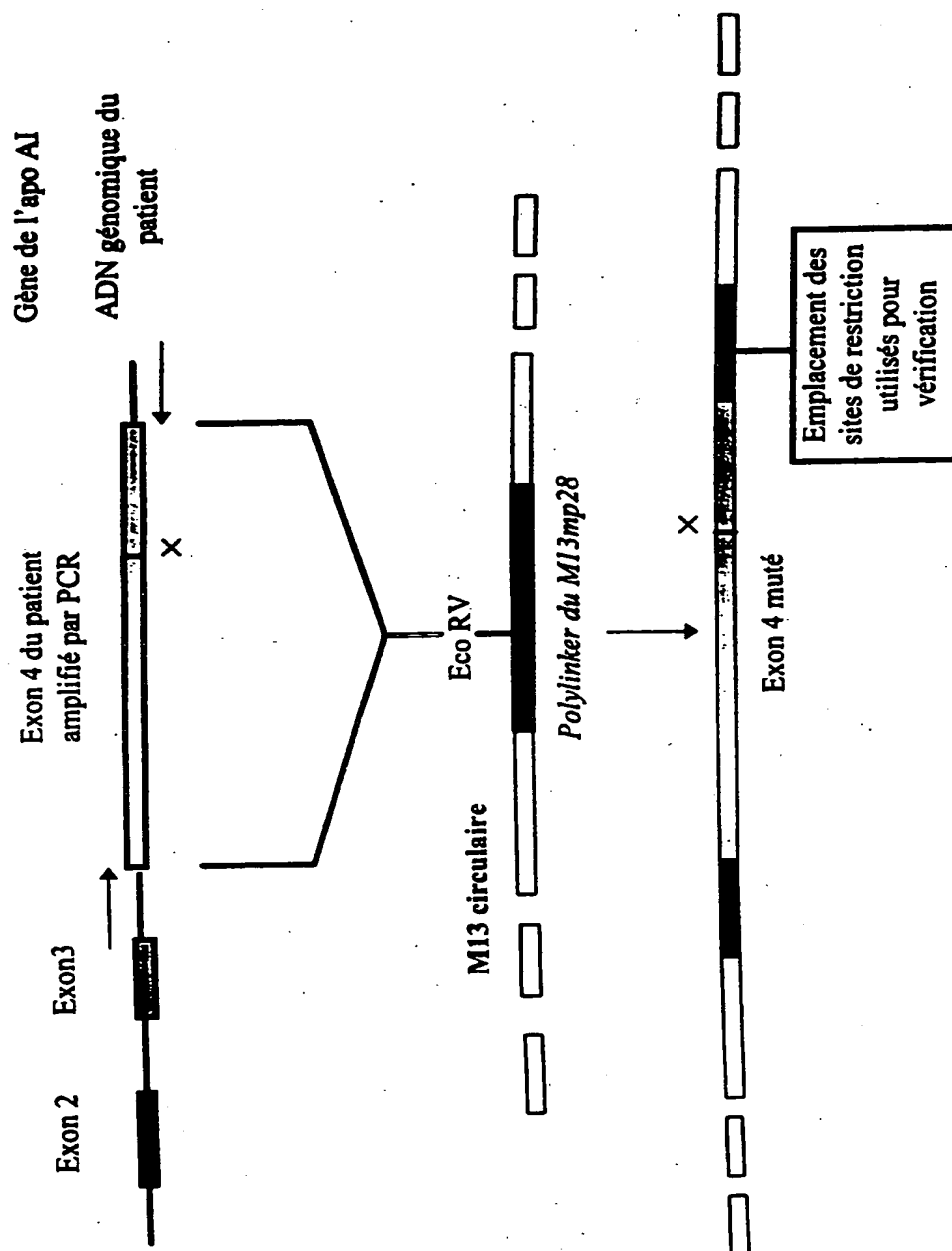 Gène de l'apo AI
Exon 4 du patient
amplifié par PCR
ADN génomique du
patient
Exon 2
Exon3
X
Eco RV
M13 circulaire
Polylinker du M13mp28
X
Exon 4 muté
Emplacement des
sites de restriction
utilisés pour
vérification